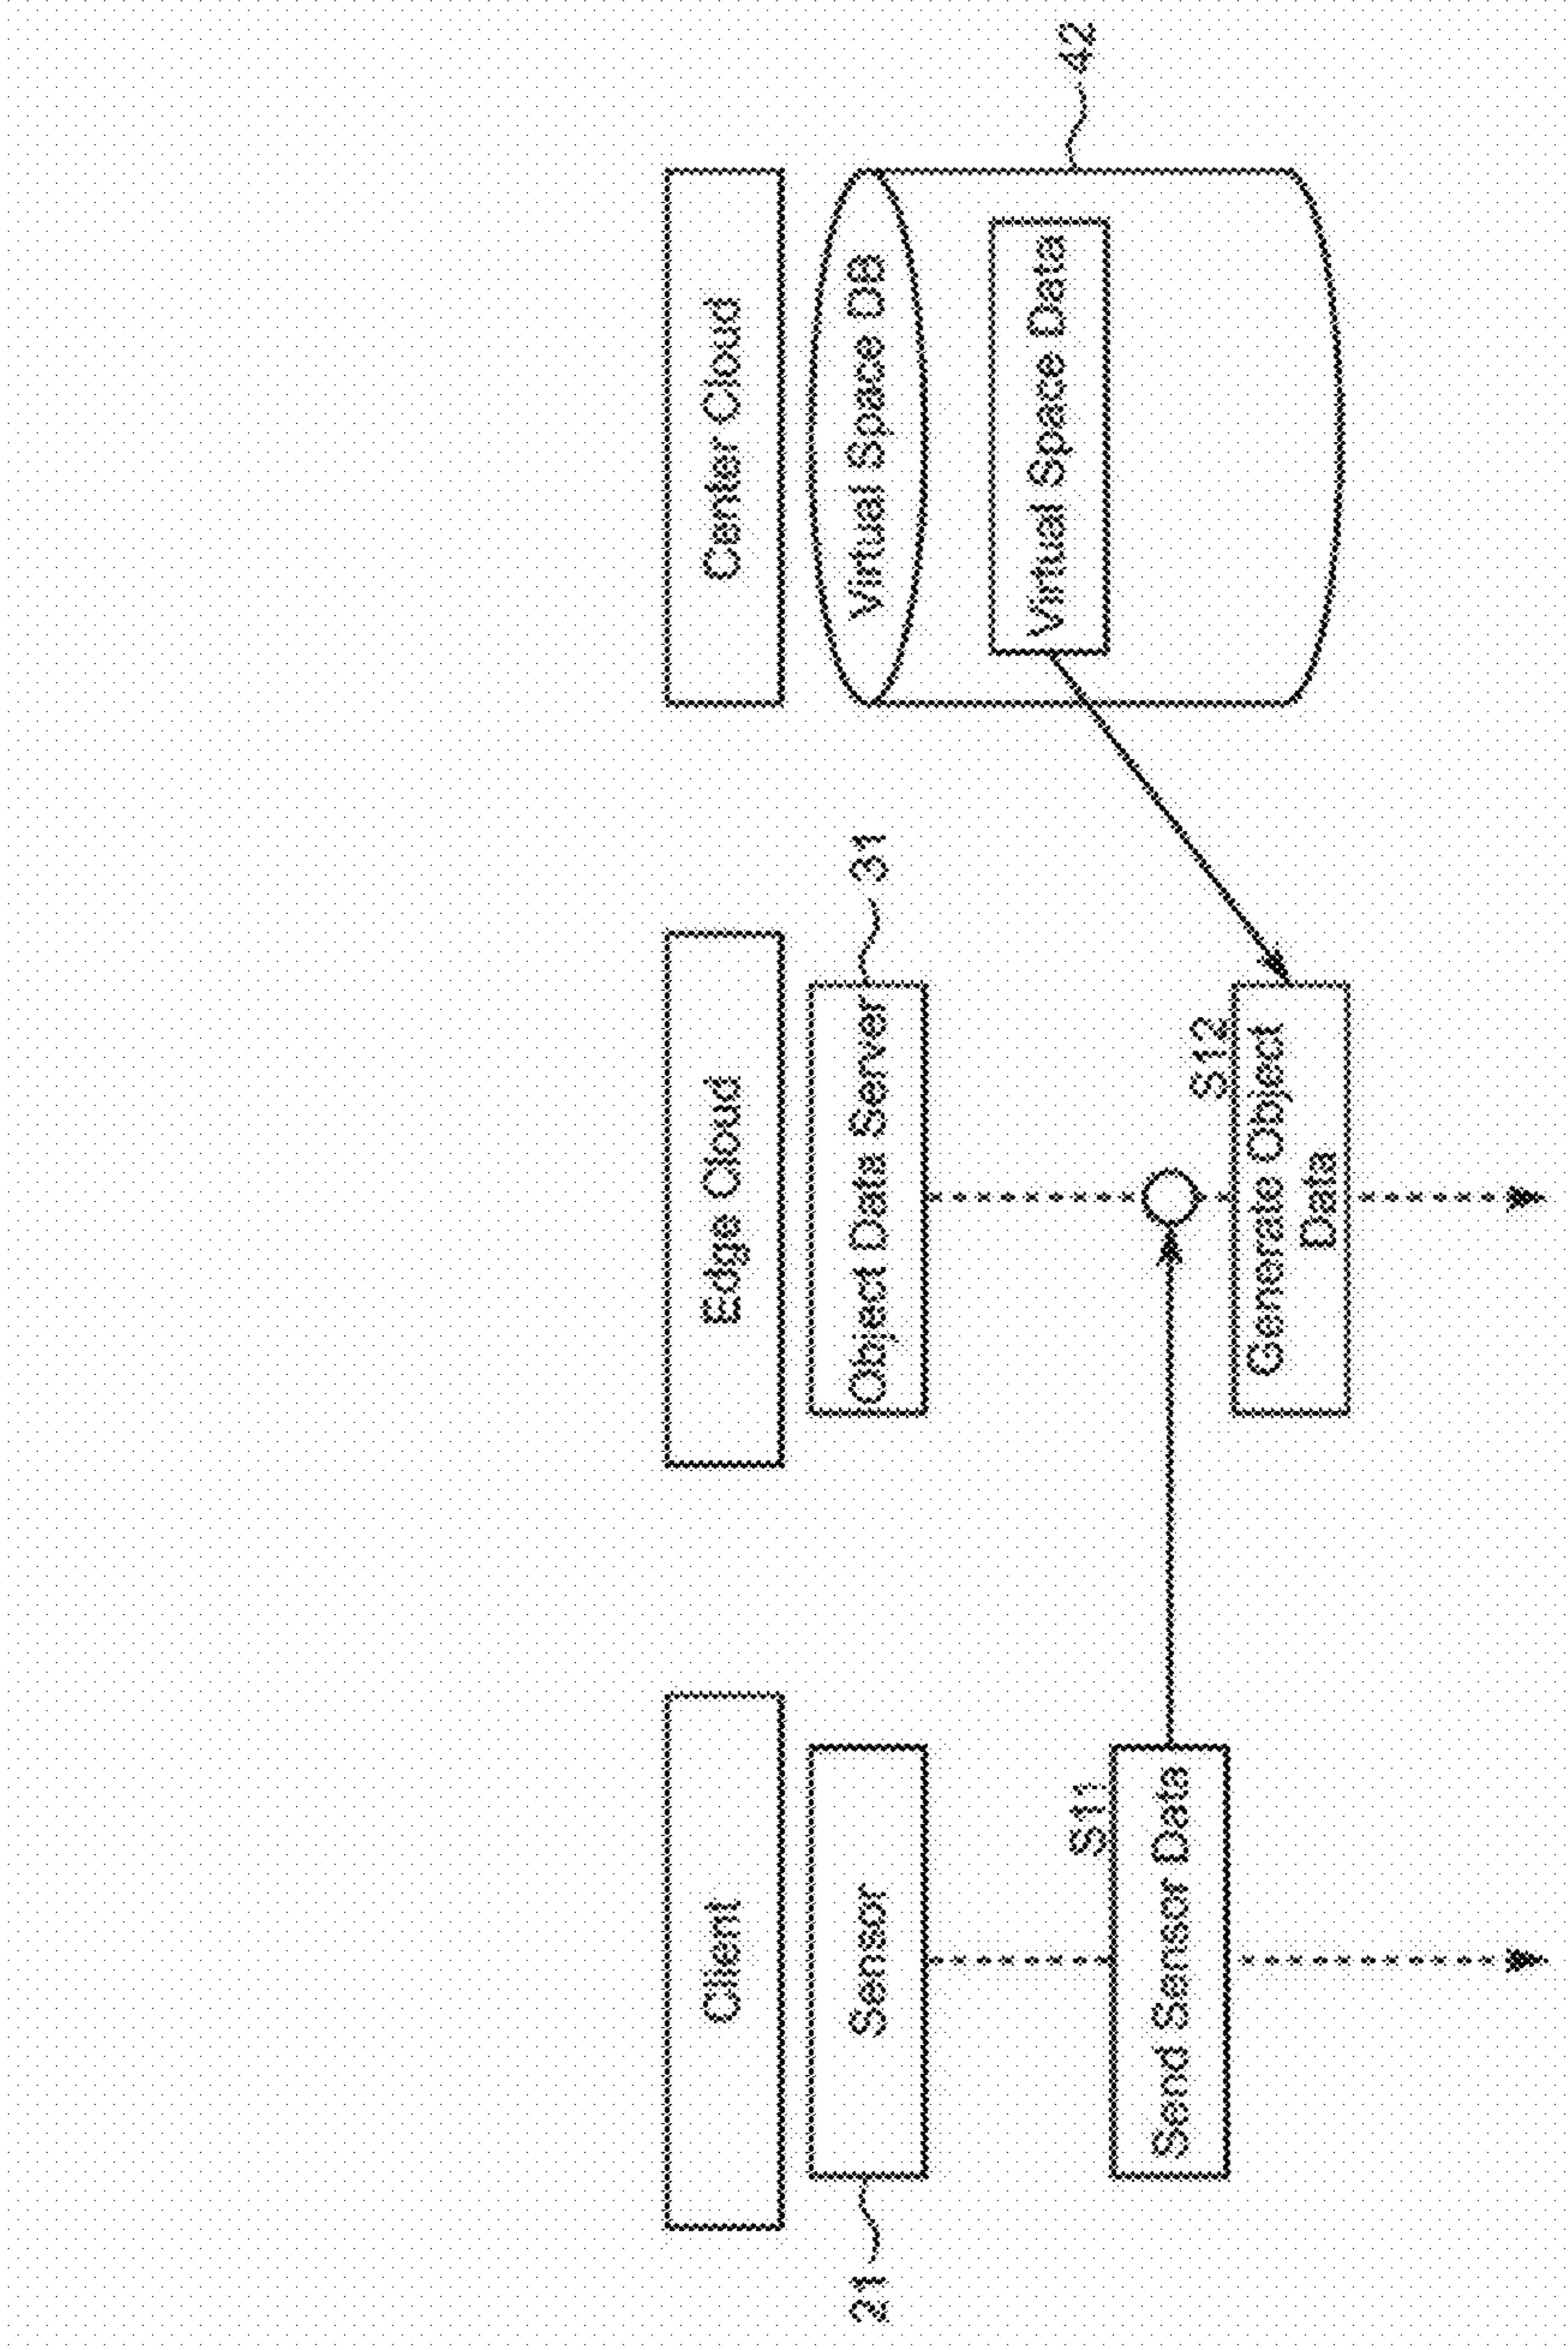 Client
Edge Cloud
Center Cloud
21
Sensor
Object Data Server
31
Virtual Space DB
Virtual Space Data
42
S11
Send Sensor Data
S12
Generate Object
Data